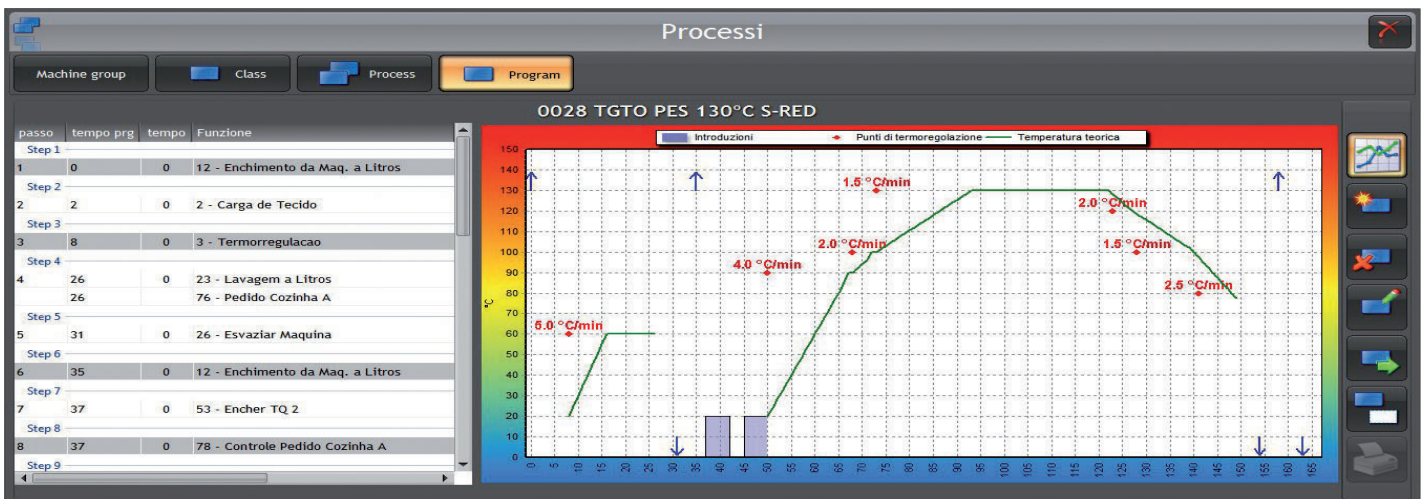 Processi
Machine group Class Process Program
0028 TGTO PES 130°C S-RED
passo tempo prg tempo Funzione
Step 1
1 0 0 12 - Enchimento da Maq. a Litros
Step 2
2 2 0 2 - Carga de Tecido
Step 3
3 8 0 3 - Termorregulacao
Step 4
4 26 0 23 - Lavagem a Litros
26 76 - Pedido Cozinha A
Step 5
5 31 0 26 - Esvaziar Maquina
Step 6
6 35 0 12 - Enchimento da Maq. a Litros
Step 7
7 37 0 53 - Encher TQ 2
Step 8
8 37 0 78 - Controle Pedido Cozinha A
Step 9
Introduzioni Punti di termoregolazione Temperatura teorica
°C
150
140
130
120
110
100
90
80
70
60
50
40
30
20
10
0
5.0 °C/min
4.0 °C/min
2.0 °C/min
1.5 °C/min
2.0 °C/min
1.5 °C/min
2.5 °C/min
0 5 10 15 20 25 30 35 40 45 50 55 60 65 70 75 80 85 90 95 100 105 110 115 120 125 130 135 140 145 150 155 160 165